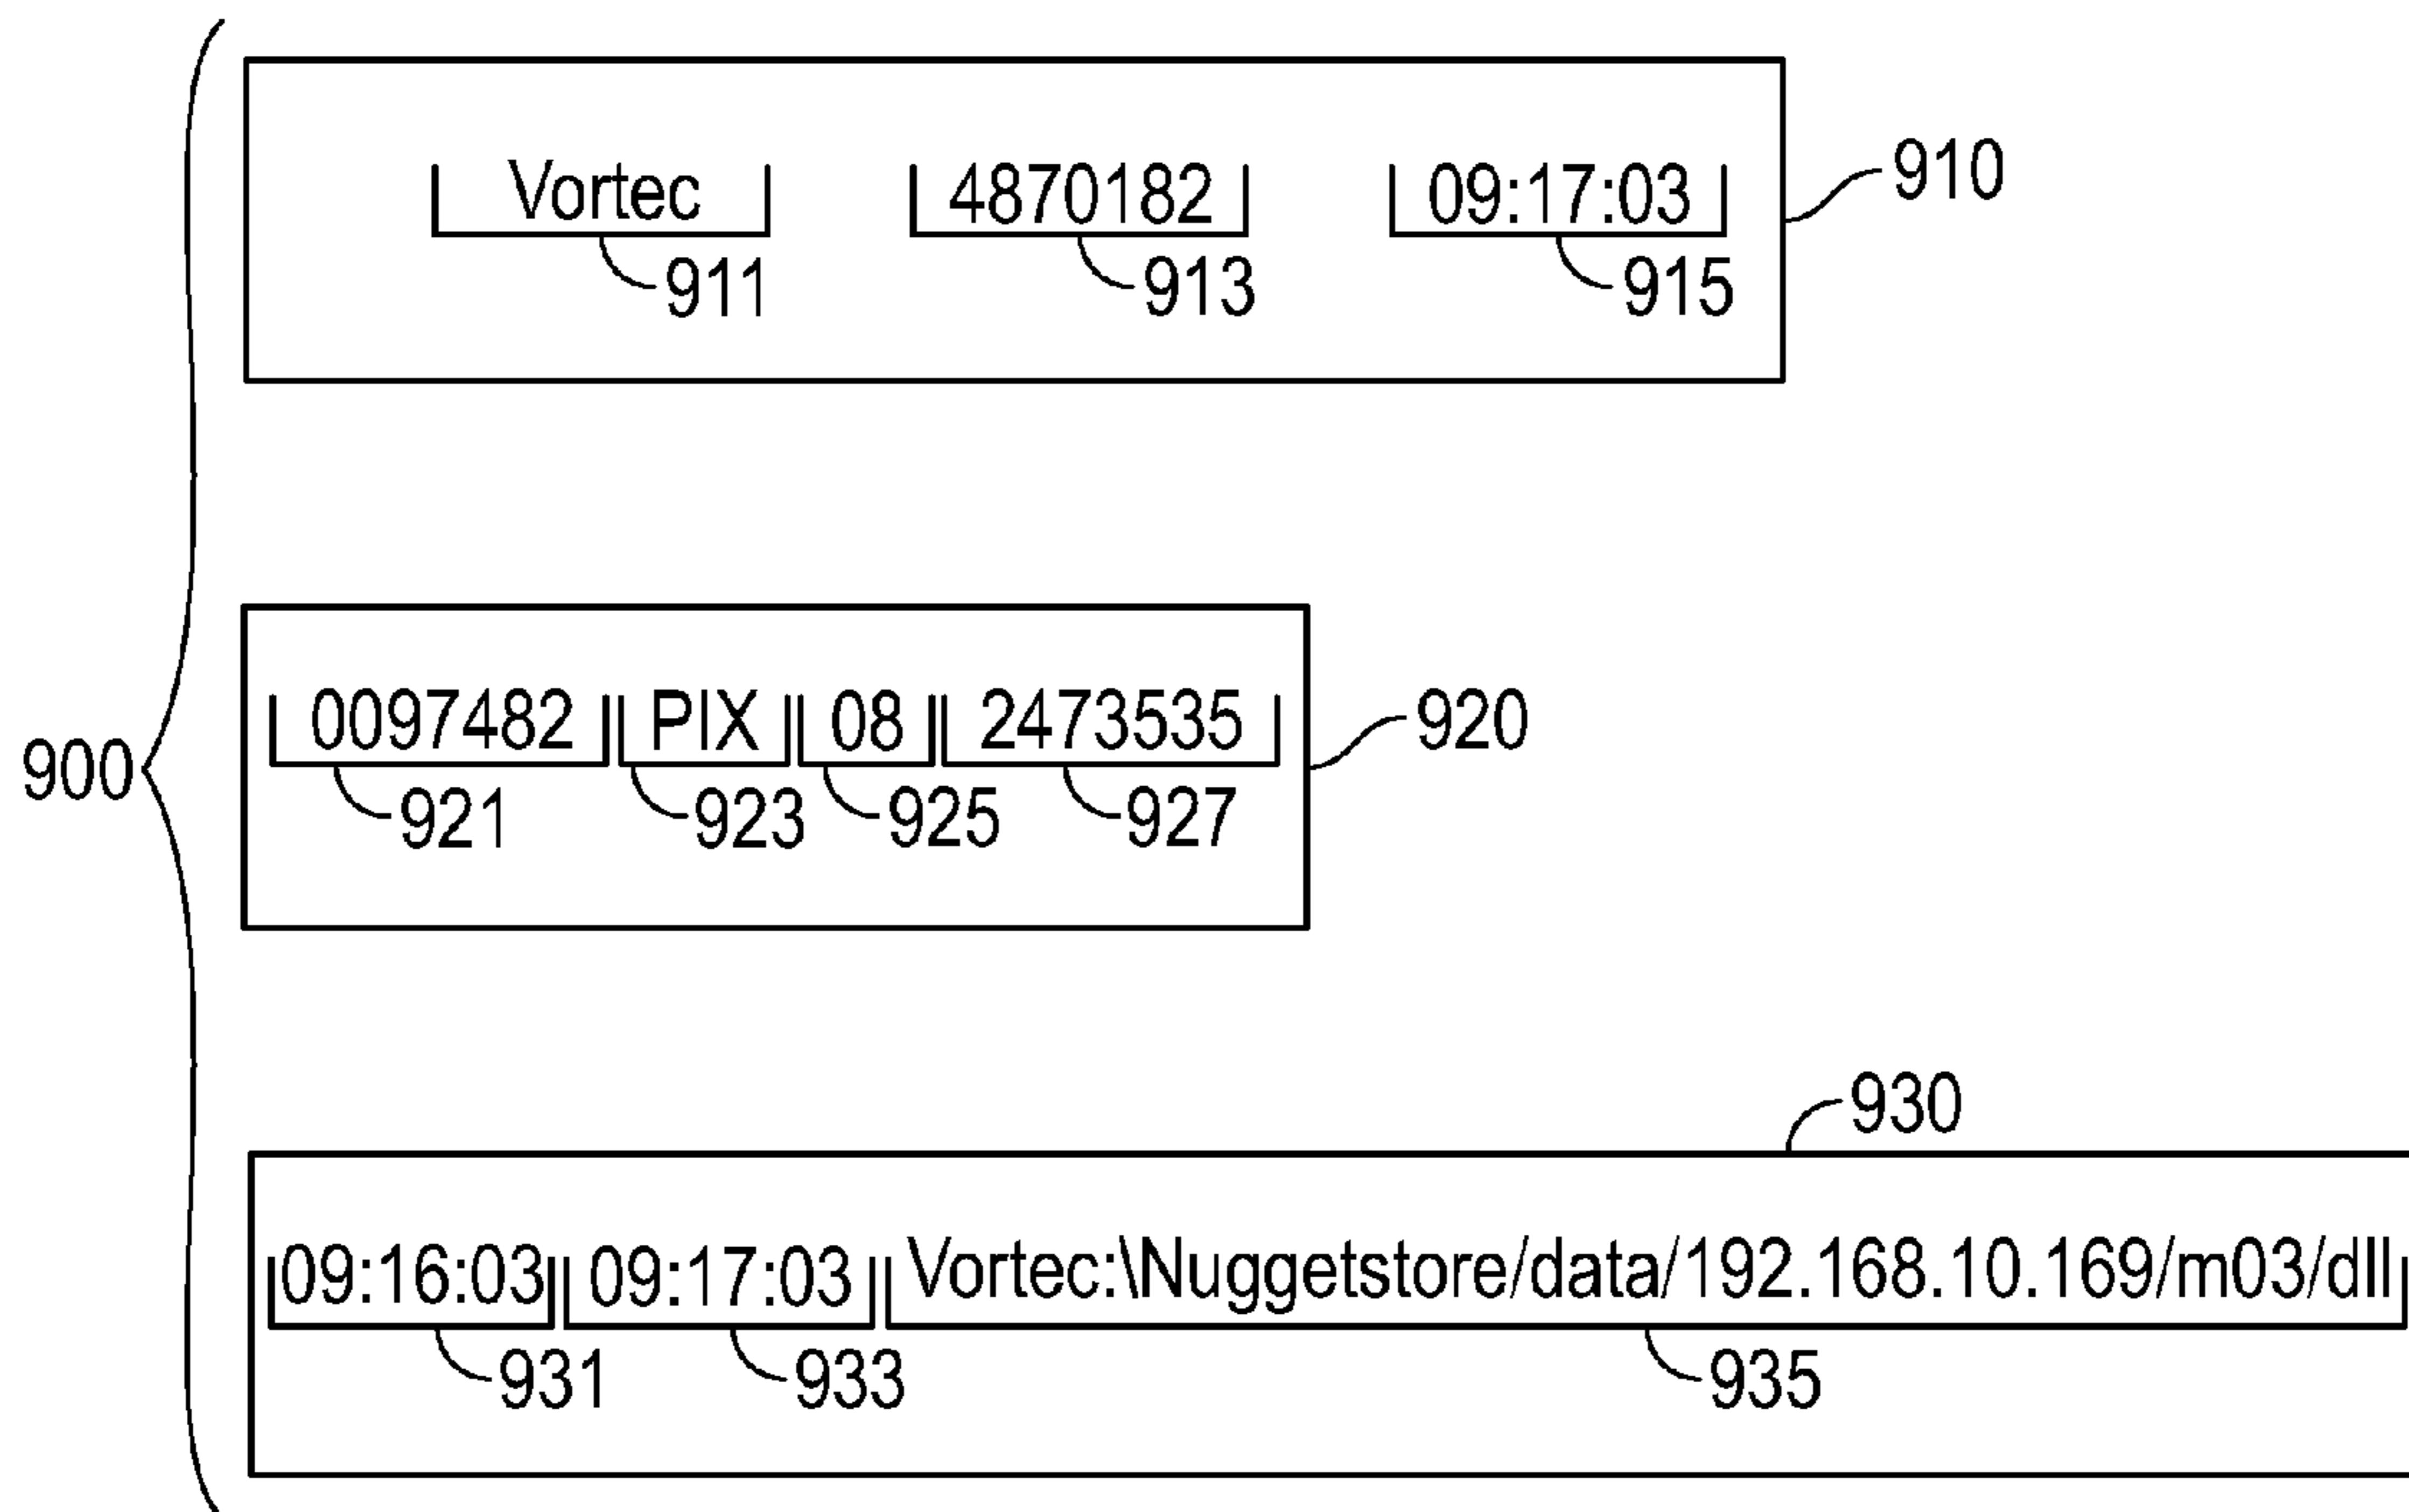 Vortec 4870182 09:17:03 910
911 913 915
0097482 PIX 08 2473535 920
900
921 923 925 927
930
09:16:03 09:17:03 Vortec:\Nuggetstore/data/192.168.10.169/m03/dll
931 933 935